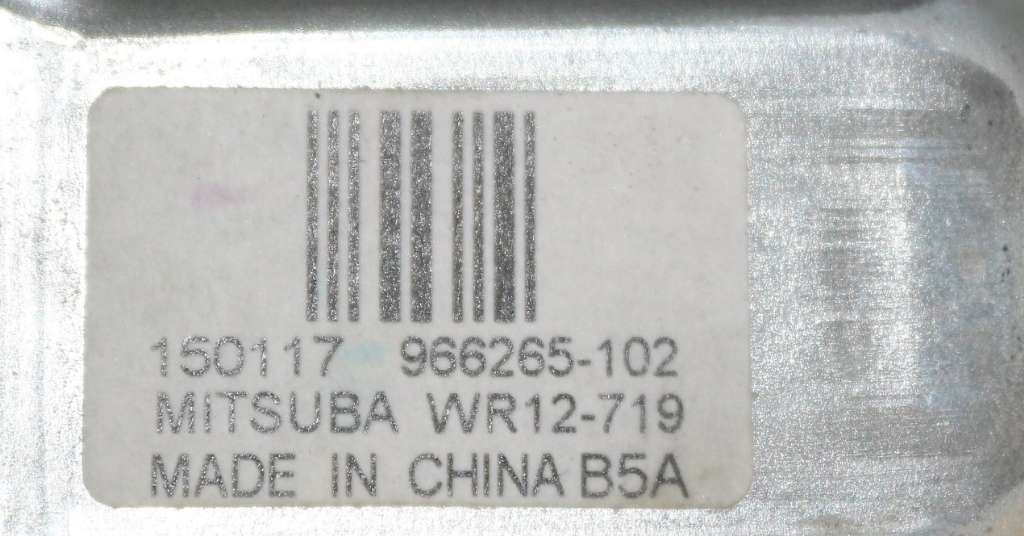 150117 966265-102
MITSUBA WR12-719
MADE IN CHINA B5A